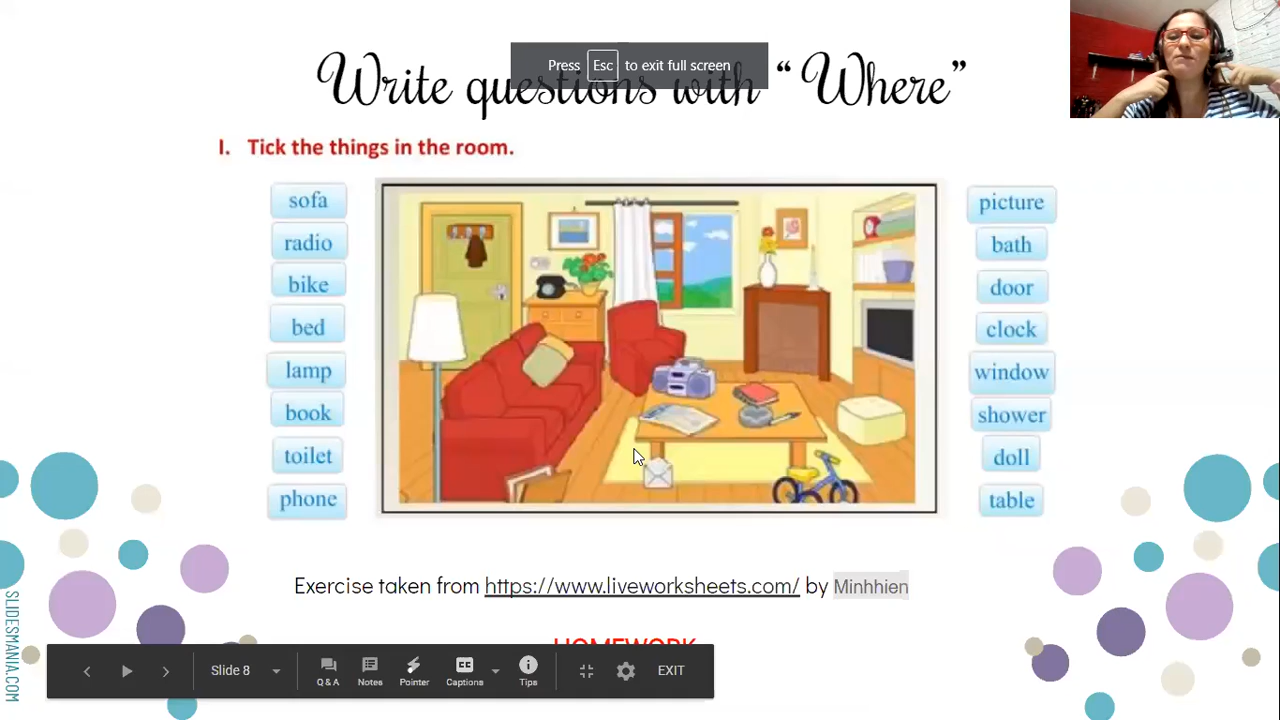 Press Esc to exit full screen
Write questions with “Where”
I. Tick the things in the room.
sofa
radio
bike
bed
lamp
book
toilet
phone
picture
bath
door
clock
window
shower
doll
table
Exercise taken from https://www.liveworksheets.com/ by Minhhien
HOMEWORK
SLIDESMANIA.COM
Slide 8
Q & A
Notes
Pointer
Captions
Tips
EXIT